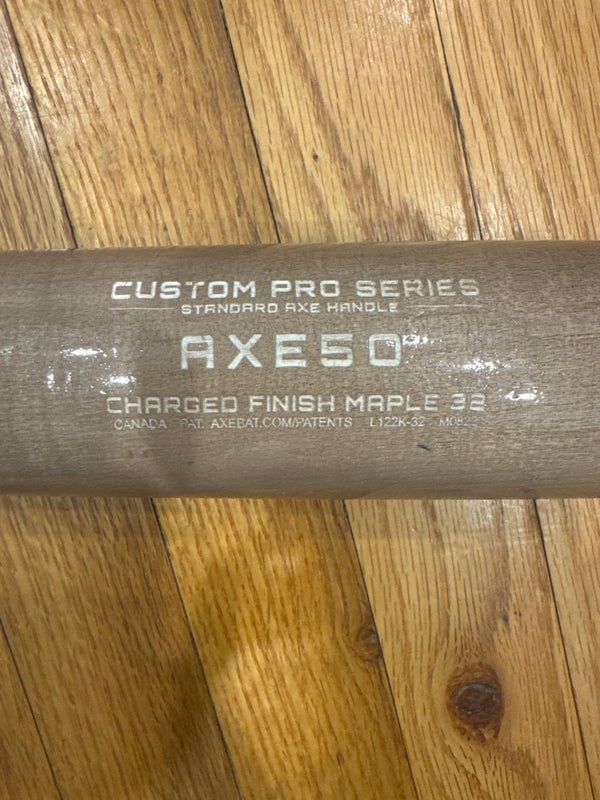 CUSTOM PRO SERIES
STANDARD AXE HANDLE
AXE50
CHARGED FINISH MAPLE 32
CANADA PAT. AXEBAT.COM/PATENTS L122K-32